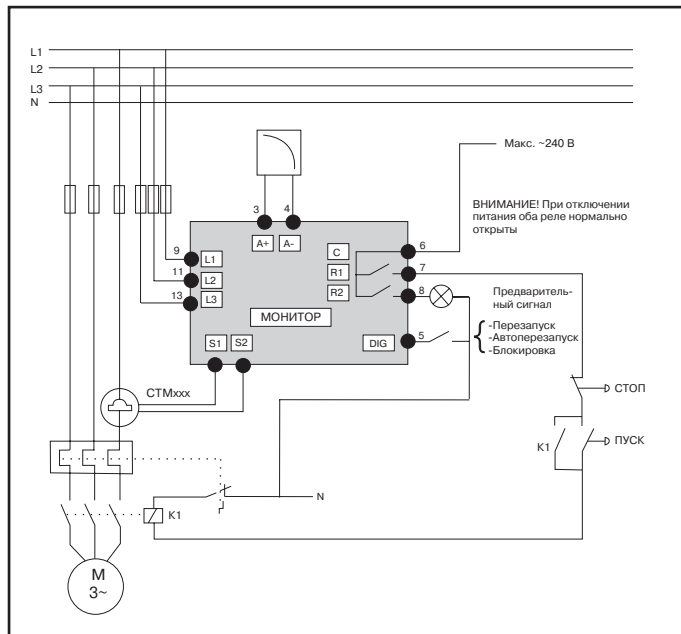 L1
L2
L3
N
Макс. ~240 В
ВНИМАНИЕ! При отключении
питания оба реле нормально
открыты
3
4
A+
A-
9
L1
11
L2
13
L3
C
6
R1
7
R2
8
МОНИТОР
Предваритель-
ный сигнал
S1
S2
DIG
5
-Перезапуск
-Автоперезапуск
-Блокировка
CTMxxx
СТОП
K1
ПУСК
N
K1
M
3~